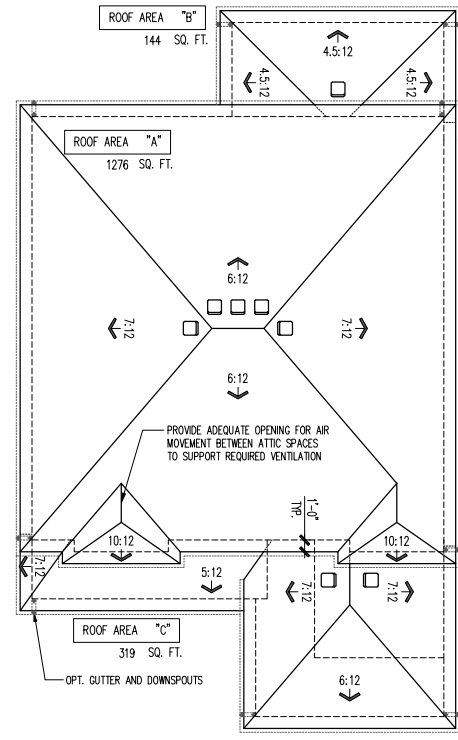 ROOF AREA "B"
144 SQ. FT.
4.5:12
4.5:12
4.5:12
ROOF AREA "A"
1276 SQ. FT.
6:12
7:12
7:12
6:12
PROVIDE ADEQUATE OPENING FOR AIR
MOVEMENT BETWEEN ATTIC SPACES
TO SUPPORT REQUIRED VENTILATION
1'-0"
TYP.
10:12
10:12
7:12
5:12
7:12
7:12
ROOF AREA "C"
319 SQ. FT.
OPT. GUTTER AND DOWNSPOUTS
6:12